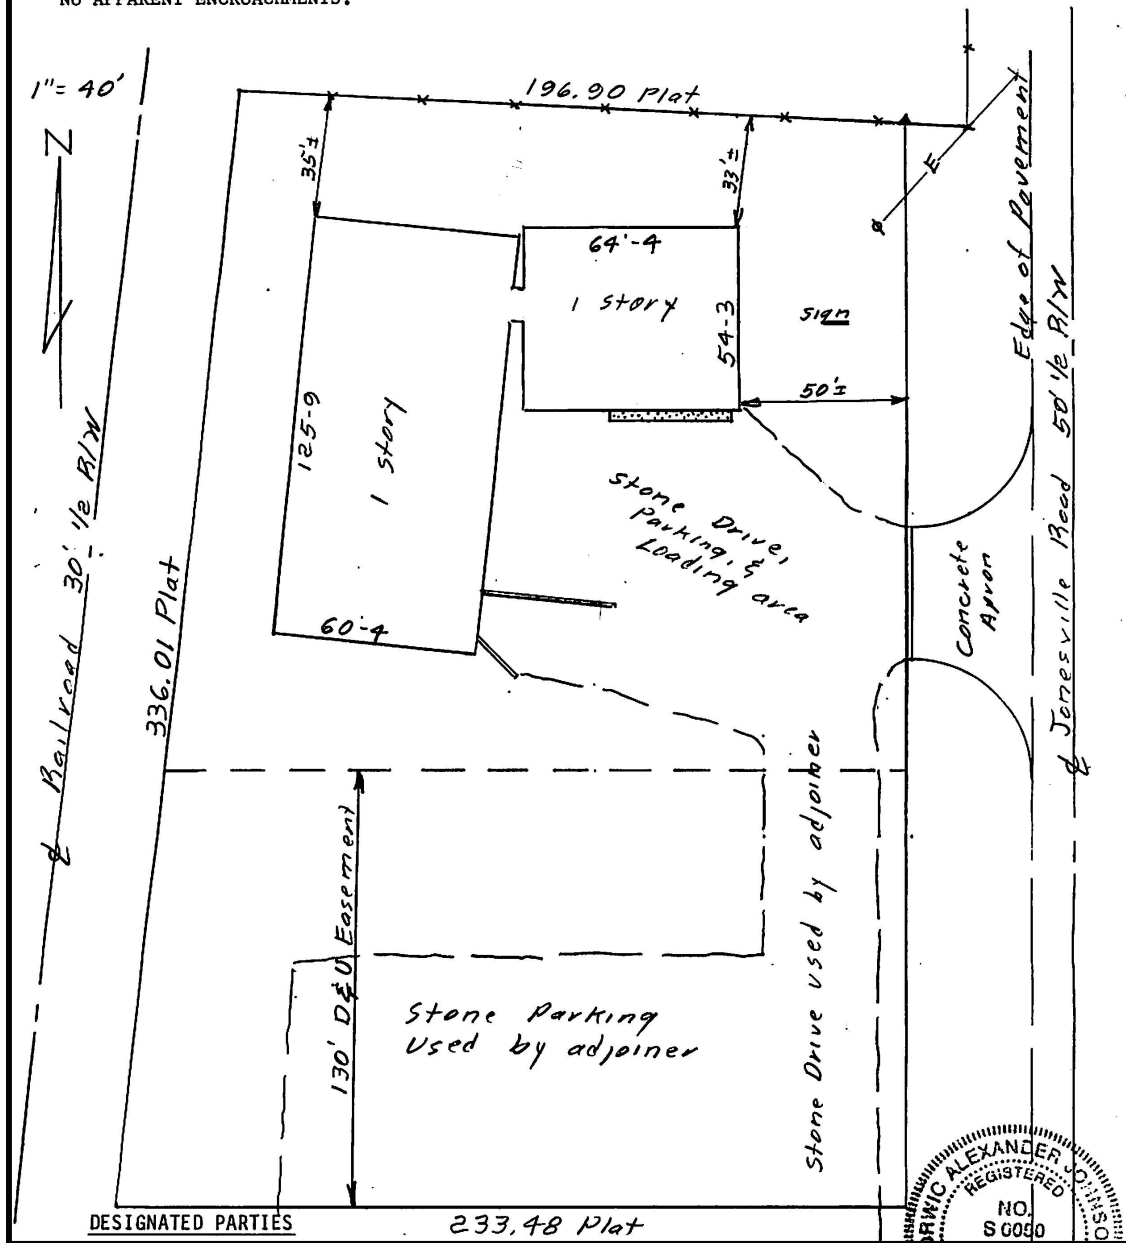 NO APPARENT ENCROACHMENTS.
1"= 40'
N
196.90 Plat
35'±
33'±
E
64'-4
1 story
54-3
sign
50'±
Edge of Pavement
125-9
1 story
60'-4
Stone Drive,
Parking, &
Loading area
Concrete
Apron
℄ Jonesville Road 50' 1/2 R/W
℄ Railroad 30' 1/2 R/W
336.01 Plat
130' D&U Easement
Stone Drive used by adjoiner
Stone Parking
Used by adjoiner
DESIGNATED PARTIES
233.48 Plat
RWIC ALEXANDER JOHNSO
REGISTERED
NO.
S 0050